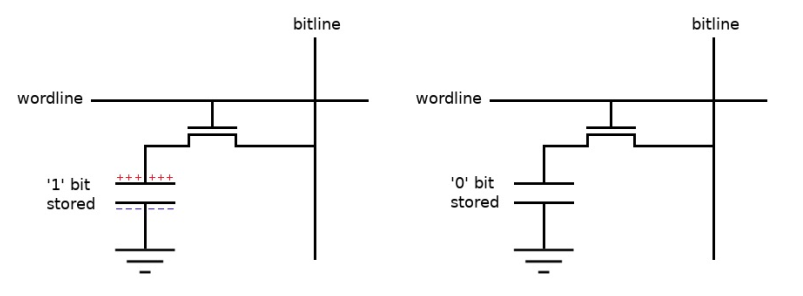 bitline
wordline
+++ +++
'1' bit
stored
bitline
wordline
'0' bit
stored